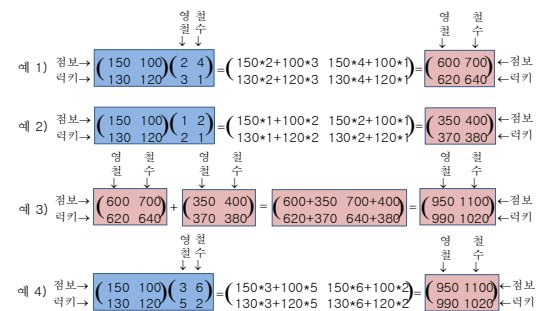 영 철
철 수
↓ ↓
점보→ (150 100)(2 4)=(150*2+100*3 150*4+100*1)=(600 700)←점보
예 1)
럭키→ (130 120)(3 1)=(130*2+120*3 130*4+120*1)=(620 640)←럭키
영 철
철 수
↓ ↓
점보→ (150 100)(1 2)=(150*1+100*2 150*2+100*1)=(350 400)←점보
예 2)
럭키→ (130 120)(2 1)=(130*1+120*2 130*2+120*1)=(370 380)←럭키
영 철 영 철 영 철
철 수 철 수 철 수
↓ ↓ ↓ ↓ ↓ ↓
점보→ (600 700)+(350 400)=(600+350 700+400)=(950 1100)←점보
예 3)
럭키→ (620 640) (370 380) (620+370 640+380) (990 1020)←럭키
영 철 영 철
철 수 철 수
↓ ↓ ↓ ↓
점보→ (150 100)(3 6)=(150*3+100*5 150*6+100*2)=(950 1100)←점보
예 4)
럭키→ (130 120)(5 2)=(130*3+120*5 130*6+120*2)=(990 1020)←럭키